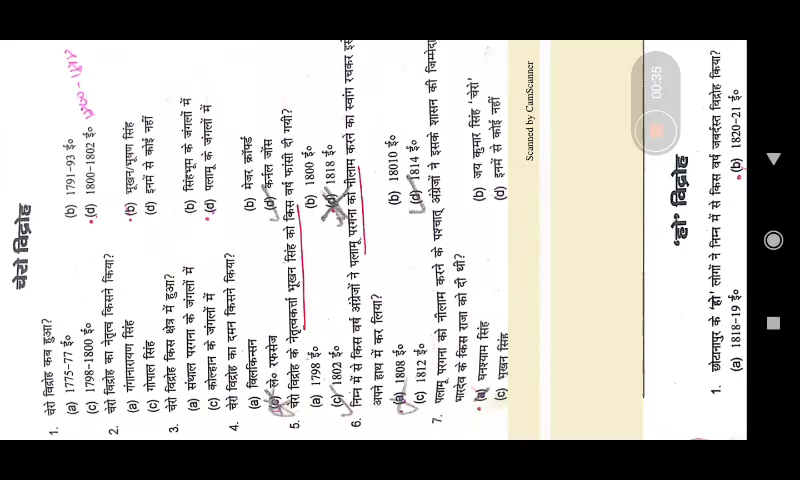 चेरो विद्रोह
1. चेरो विद्रोह कब हुआ?
(a) 1775-77 ई० (b) 1791-93 ई०
(c) 1798-1800 ई० (d) 1800-1802 ई०
2. चेरो विद्रोह का नेतृत्व किसने किया?
(a) गंगानारायण सिंह (b) भूखन/भूषण सिंह
(c) गोपाल सिंह (d) इनमें से कोई नहीं
3. चेरो विद्रोह किस क्षेत्र में हुआ?
(a) संथाल परगना के जंगलों में (b) सिंहभूम के जंगलों में
(c) कोल्हान के जंगलों में (d) पलामू के जंगलों में
4. चेरो विद्रोह का दमन किसने किया?
(a) विलकिन्सन (b) मेजर क्रॉफर्ड
(c) ले० रफसेज (d) कर्नल जोंस
5. चेरो विद्रोह के नेतृत्वकर्ता भूखन सिंह को किस वर्ष फांसी दी गयी?
(a) 1798 ई० (b) 1800 ई०
(c) 1802 ई० (d) 1818 ई०
6. निम्न में से किस वर्ष अंग्रेजों ने पलामू परगना को नीलाम करने का स्वांग रचकर इसे
अपने हाथ में कर लिया?
(a) 1808 ई० (b) 18010 ई०
(c) 1812 ई० (d) 1814 ई०
7. पलामू परगना को नीलाम करने के पश्चात् अंग्रेजों ने इसके शासन की जिम्मेदा
के किस राजा को दी थी?
(a) घनश्याम सिंह (b) जय कुमार सिंह 'चेरो'
(c) भूखन सिंह (d) इनमें से कोई नहीं
Scanned by CamScanner
00:35
'हो' विद्रोह
1. छोटानापुर के 'हो' लोगों ने निम्न में से किस वर्ष जबर्दस्त विद्रोह किया?
(a) 1818-19 ई० (b) 1820-21 ई०